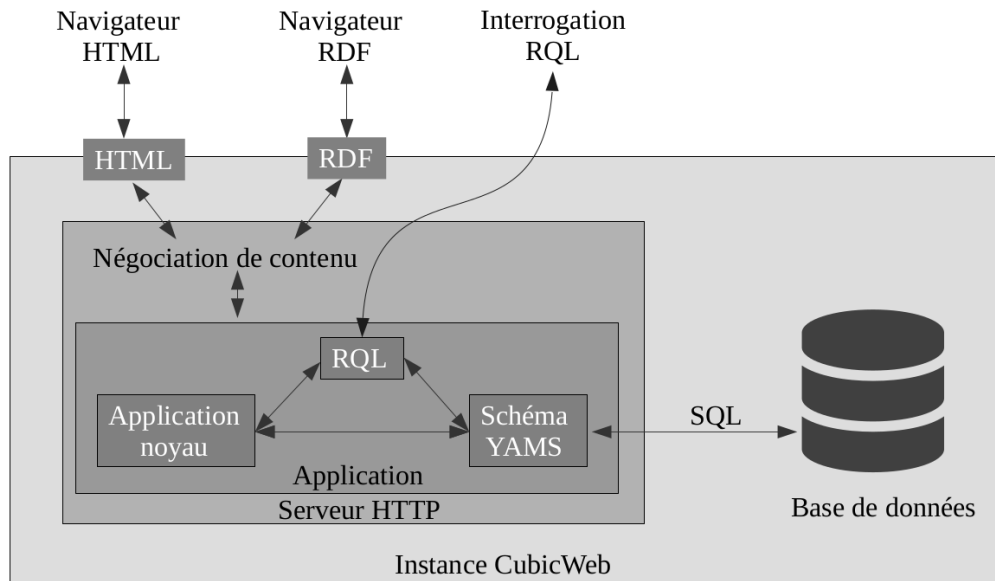 Navigateur
HTML
Navigateur
RDF
Interrogation
RQL
HTML
RDF
Négociation de contenu
RQL
Application
noyau
Schéma
YAMS
SQL
Application
Serveur HTTP
Base de données
Instance CubicWeb